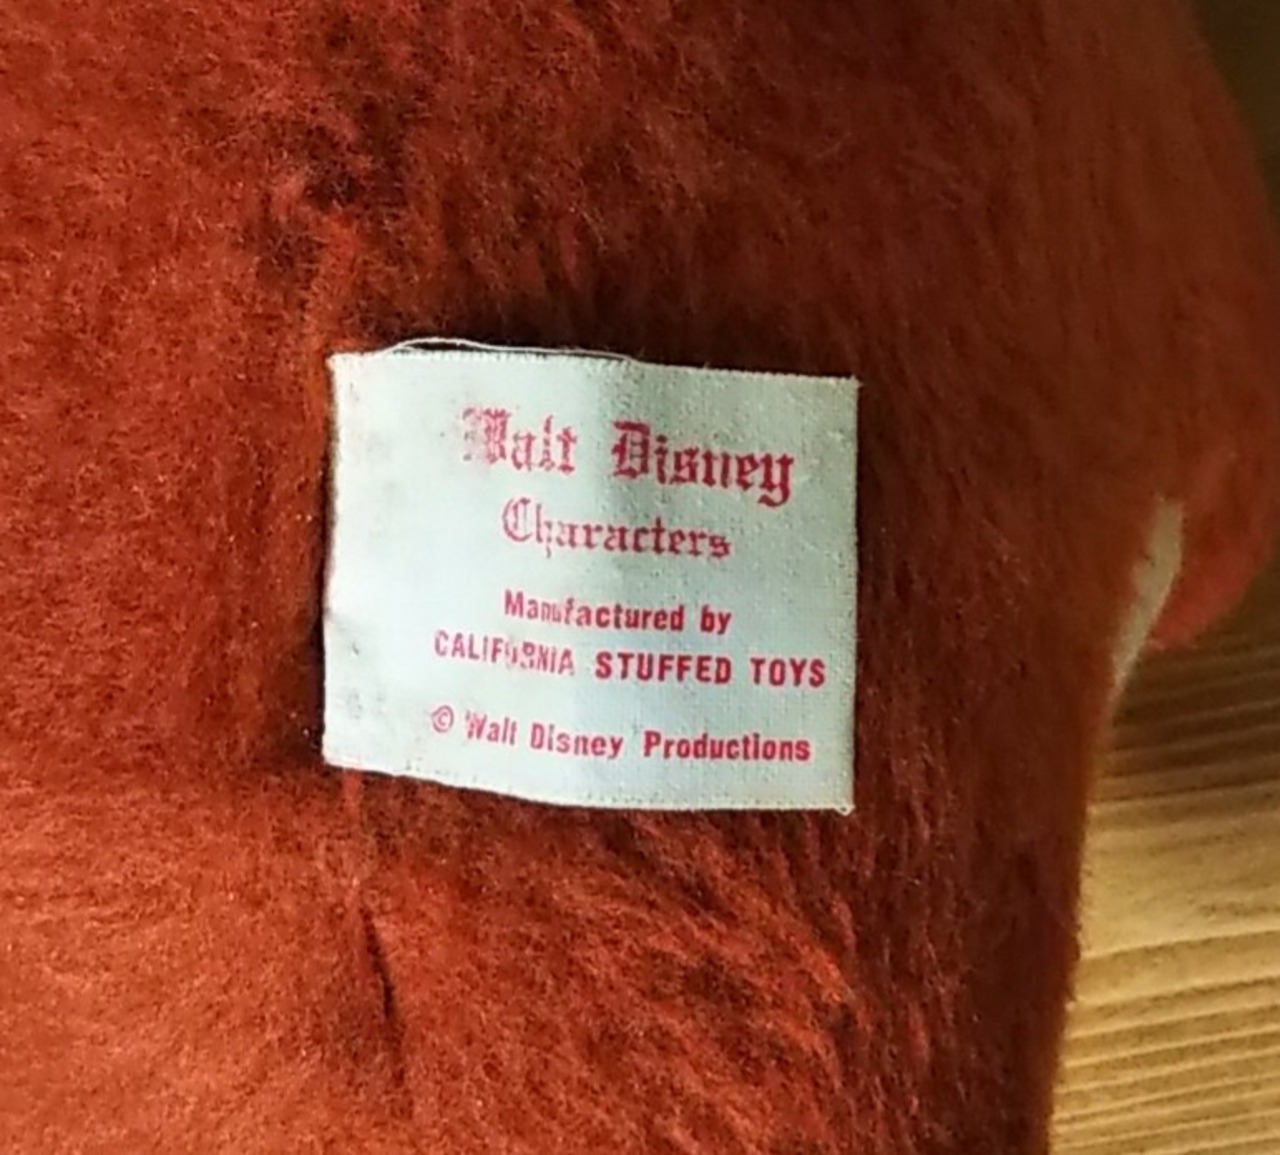 Walt Disney
Characters
Manufactured by
CALIFORNIA STUFFED TOYS
© Walt Disney Productions